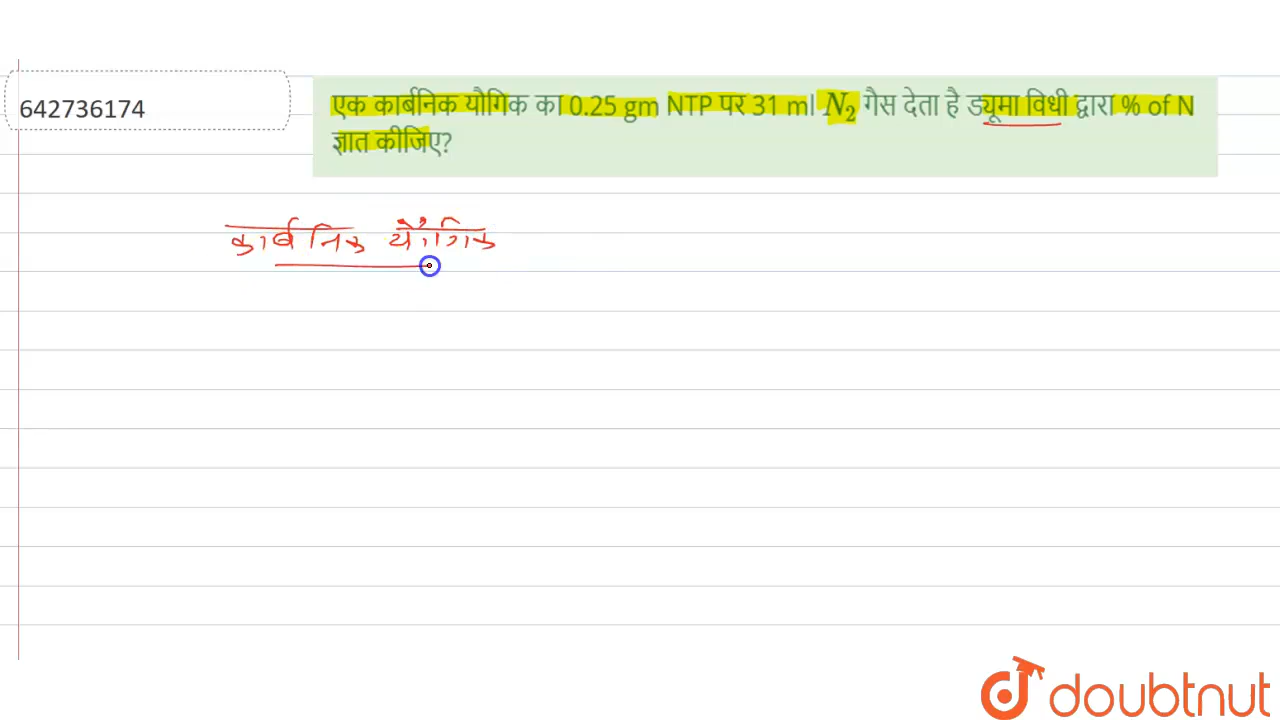 642736174
एक कार्बनिक यौगिक का 0.25 gm NTP पर 31 ml N₂ गैस देता है ड्यूमा विधी द्वारा % of N
ज्ञात कीजिए?
कार्बनिक यौगिक
doubtnut